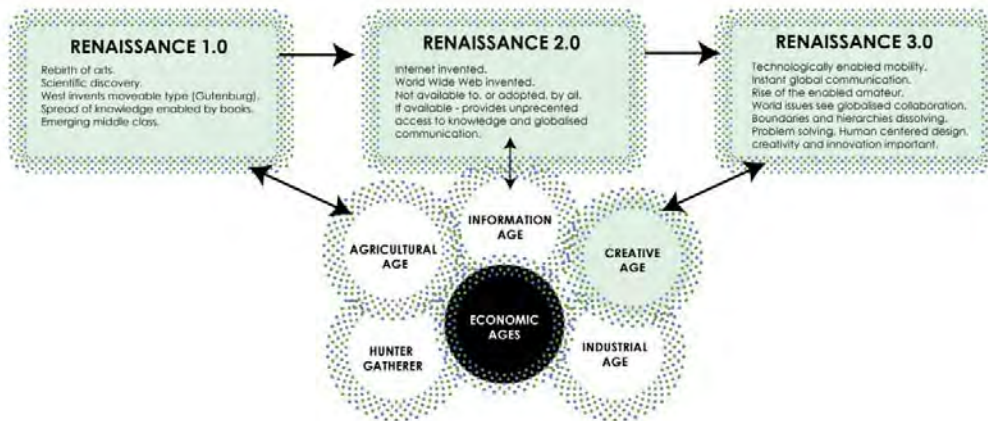 RENAISSANCE 1.0
Rebirth of arts.
Scientific discovery.
West invents moveable type (Gutenburg).
Spread of knowledge enabled by books.
Emerging middle class.
RENAISSANCE 2.0
Internet invented.
World Wide Web invented.
Not available to, or adopted, by all.
If available - provides unprecented
access to knowledge and globalised
communication.
RENAISSANCE 3.0
Technologically enabled mobility.
Instant global communication.
Rise of the enabled amateur.
World issues see globalised collaboration.
Boundaries and hierarchies dissolving.
Problem solving. Human centered design,
creativity and innovation important.
INFORMATION
AGE
AGRICULTURAL
AGE
CREATIVE
AGE
ECONOMIC
AGES
HUNTER
GATHERER
INDUSTRIAL
AGE